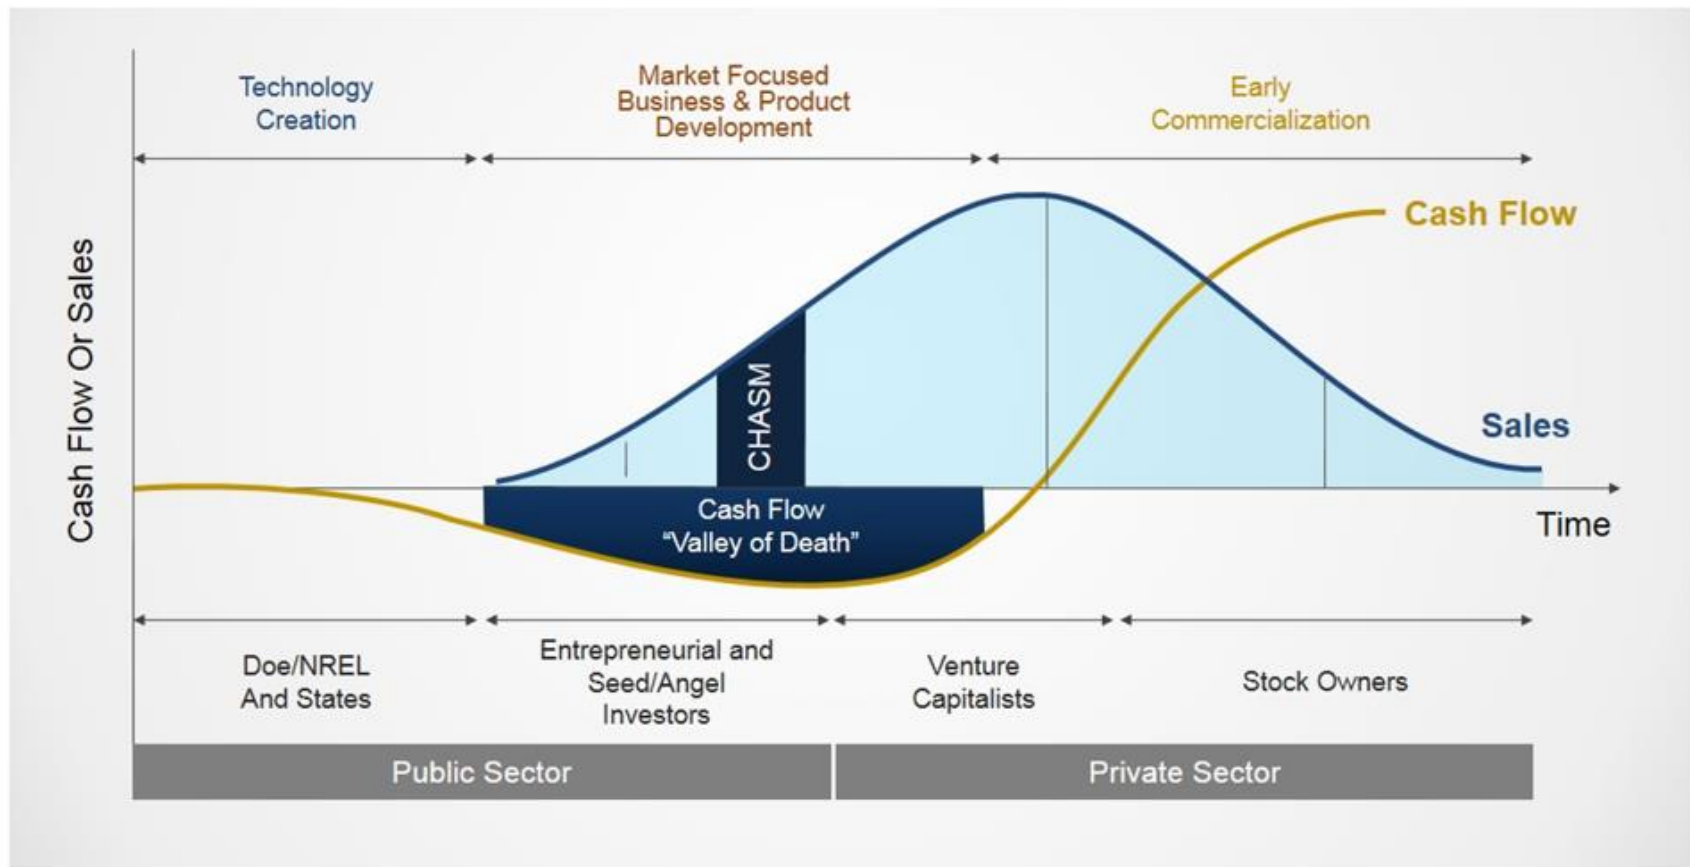 Technology
Creation
Market Focused
Business & Product
Development
Early
Commercialization
Cash Flow Or Sales
Cash Flow
CHASM
Sales
Cash Flow
“Valley of Death”
Time
Doe/NREL
And States
Entrepreneurial and
Seed/Angel
Investors
Venture
Capitalists
Stock Owners
Public Sector
Private Sector